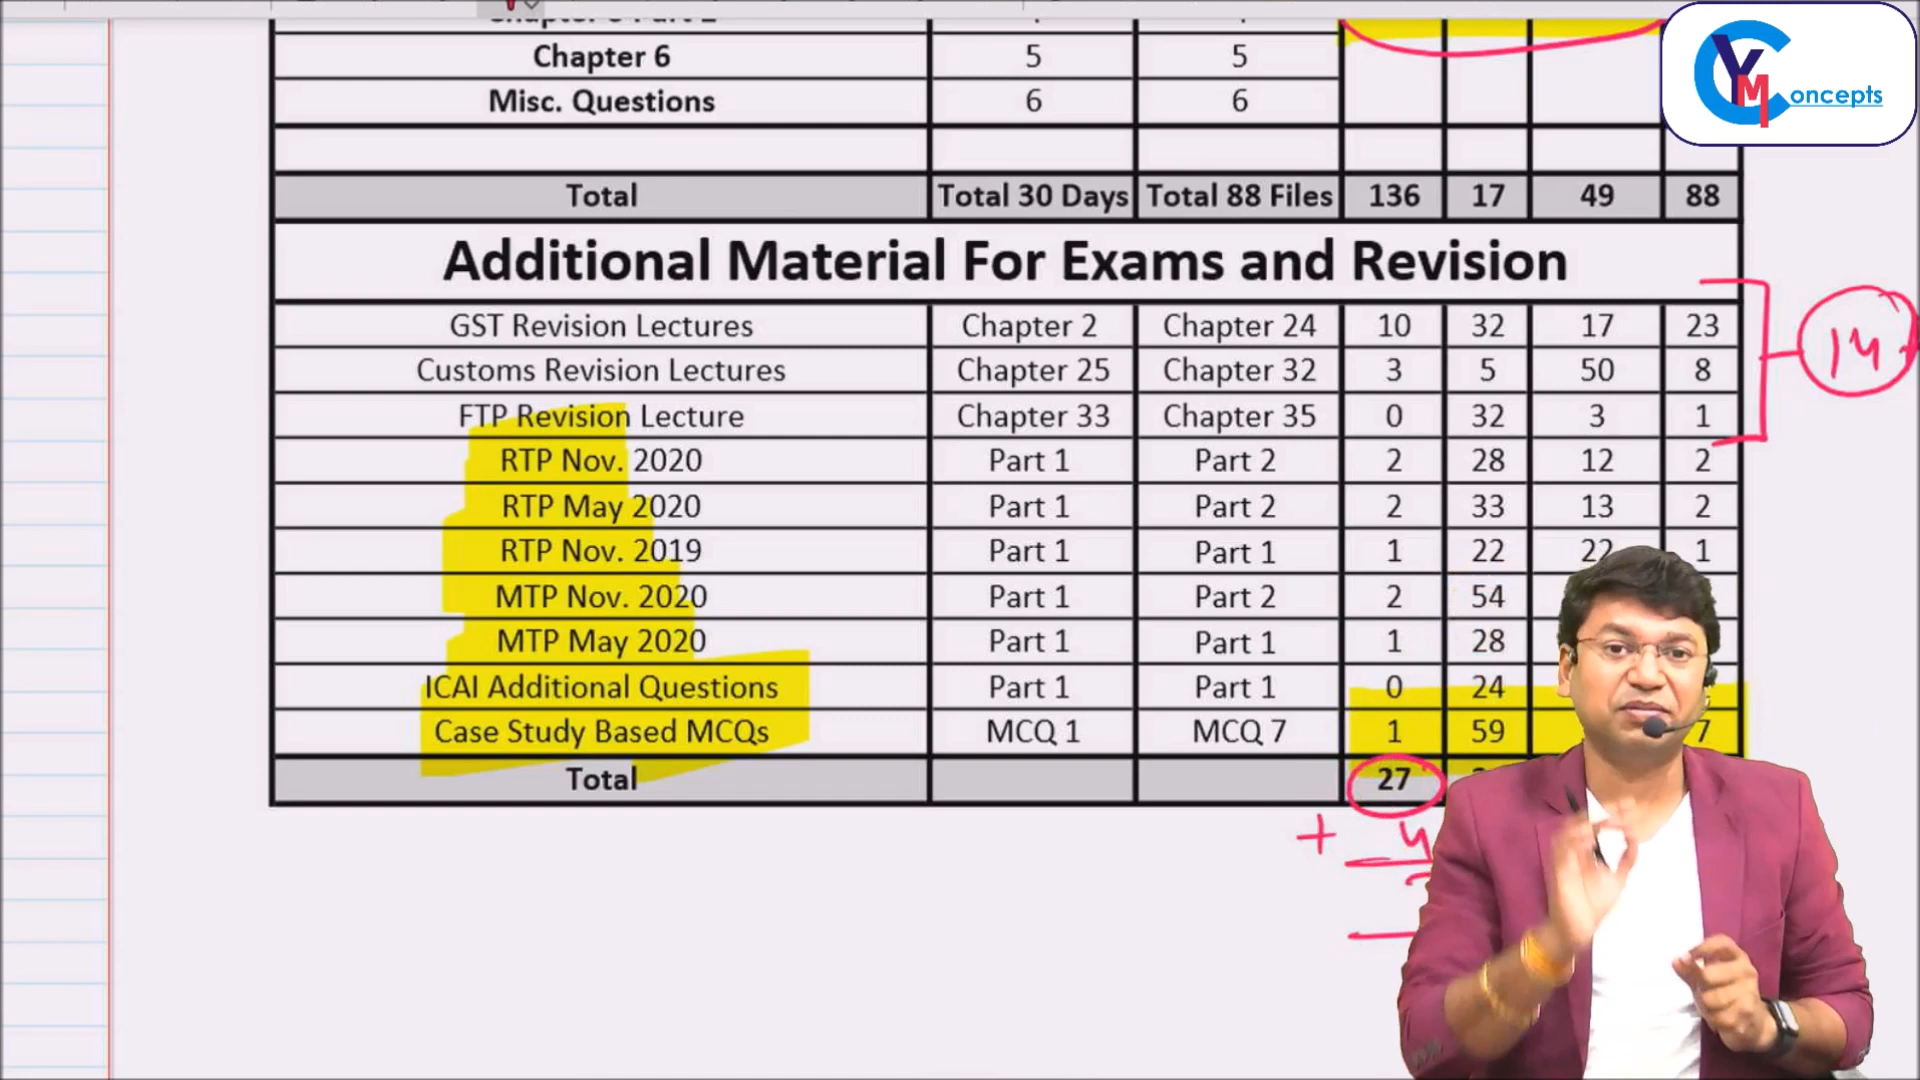 Chapter 6 5 5
Misc. Questions 6 6
YM Concepts
Total Total 30 Days Total 88 Files 136 17 49 88
Additional Material For Exams and Revision
GST Revision Lectures Chapter 2 Chapter 24 10 32 17 23
Customs Revision Lectures Chapter 25 Chapter 32 3 5 50 8
14
FTP Revision Lecture Chapter 33 Chapter 35 0 32 3 1
RTP Nov. 2020 Part 1 Part 2 2 28 12 2
RTP May 2020 Part 1 Part 2 2 33 13 2
RTP Nov. 2019 Part 1 Part 1 1 22 22 1
MTP Nov. 2020 Part 1 Part 2 2 54
MTP May 2020 Part 1 Part 1 1 28
ICAI Additional Questions Part 1 Part 1 0 24
Case Study Based MCQs MCQ 1 MCQ 7 1 59 7
Total 27
+ 4